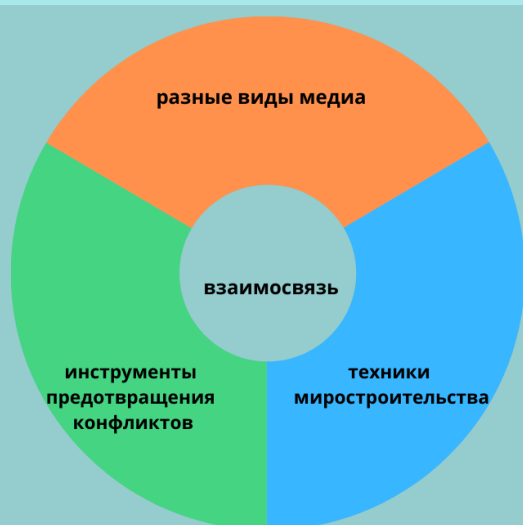 разные виды медиа
взаимосвязь
инструменты
предотвращения
конфликтов
техники
миростроительства